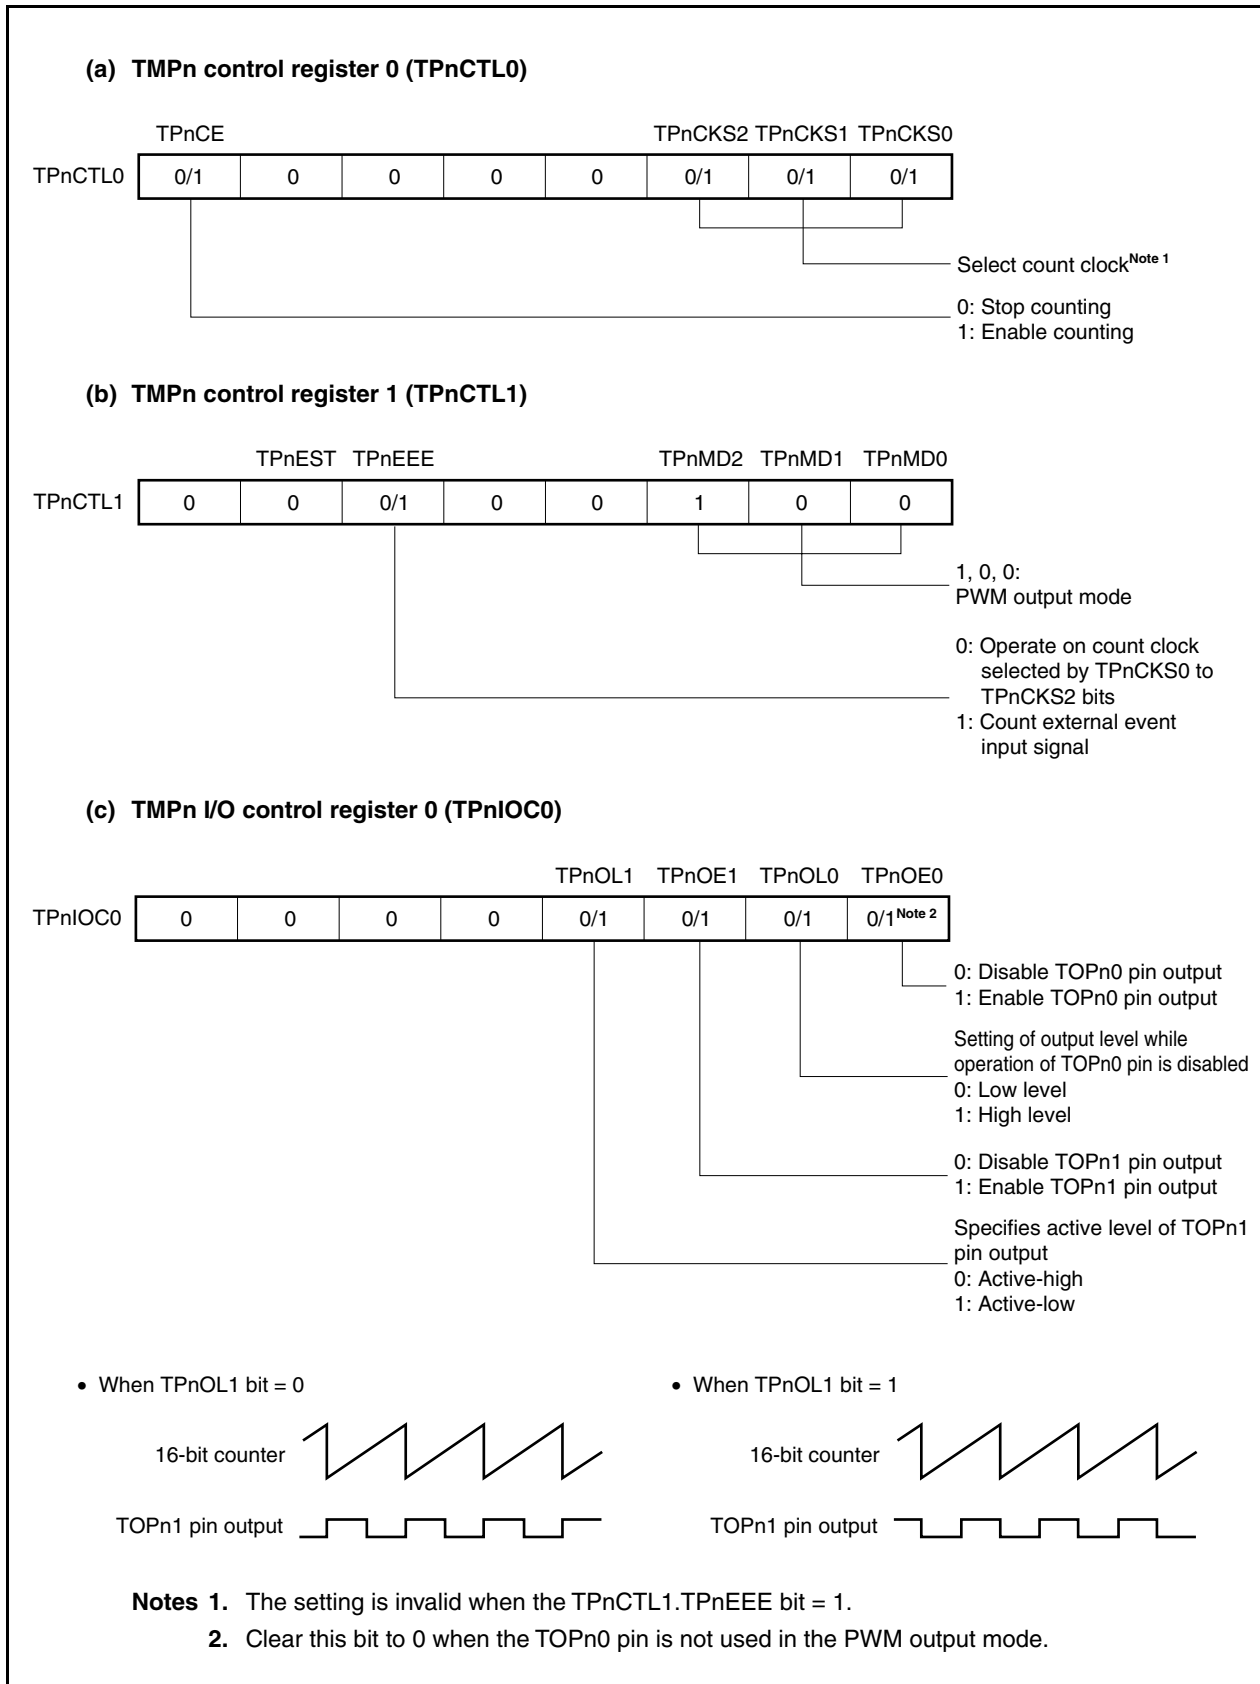 (a) TMPn control register 0 (TPnCTL0)
TPnCE TPnCKS2 TPnCKS1 TPnCKS0
TPnCTL0 0/1 0 0 0 0 0/1 0/1 0/1
Select count clock Note 1
0: Stop counting
1: Enable counting
(b) TMPn control register 1 (TPnCTL1)
TPnEST TPnEEE TPnMD2 TPnMD1 TPnMD0
TPnCTL1 0 0 0/1 0 0 1 0 0
1, 0, 0:
PWM output mode
0: Operate on count clock
selected by TPnCKS0 to
TPnCKS2 bits
1: Count external event
input signal
(c) TMPn I/O control register 0 (TPnIOC0)
TPnOL1 TPnOE1 TPnOL0 TPnOE0
TPnIOC0 0 0 0 0 0/1 0/1 0/1 0/1 Note 2
0: Disable TOPn0 pin output
1: Enable TOPn0 pin output
Setting of output level while
operation of TOPn0 pin is disabled
0: Low level
1: High level
0: Disable TOPn1 pin output
1: Enable TOPn1 pin output
Specifies active level of TOPn1
pin output
0: Active-high
1: Active-low
• When TPnOL1 bit = 0
16-bit counter
TOPn1 pin output
• When TPnOL1 bit = 1
16-bit counter
TOPn1 pin output
Notes 1. The setting is invalid when the TPnCTL1.TPnEEE bit = 1.
2. Clear this bit to 0 when the TOPn0 pin is not used in the PWM output mode.